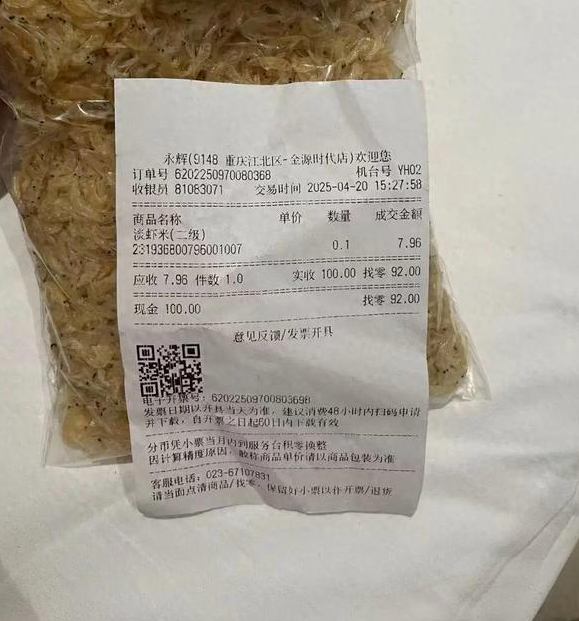 永辉(9148 重庆江北区-金源时代店)欢迎您
订单号 6202250970080368 机台号 YH02
收银员 81083071 交易时间 2025-04-20 15:27:58
商品名称 单价 数量 成交金额
淡虾米(二级)
231936800796001007 0.1 7.96
应收 7.96 件数 1.0 实收 100.00 找零 92.00
现金 100.00 找零 92.00
意见反馈/发票开具
电子开票号: 62022509700803698
发票日期以开具当天为准, 建议消费48小时内扫码申请
并下载, 自开票之日起60日内下载有效
分币凭小票当月内到服务台积零换整
因计算精度原因, 散称商品单价请以商品包装为准
客服电话: 023-67107831
请当面点清商品/找零, 保留好小票以作开票/退货